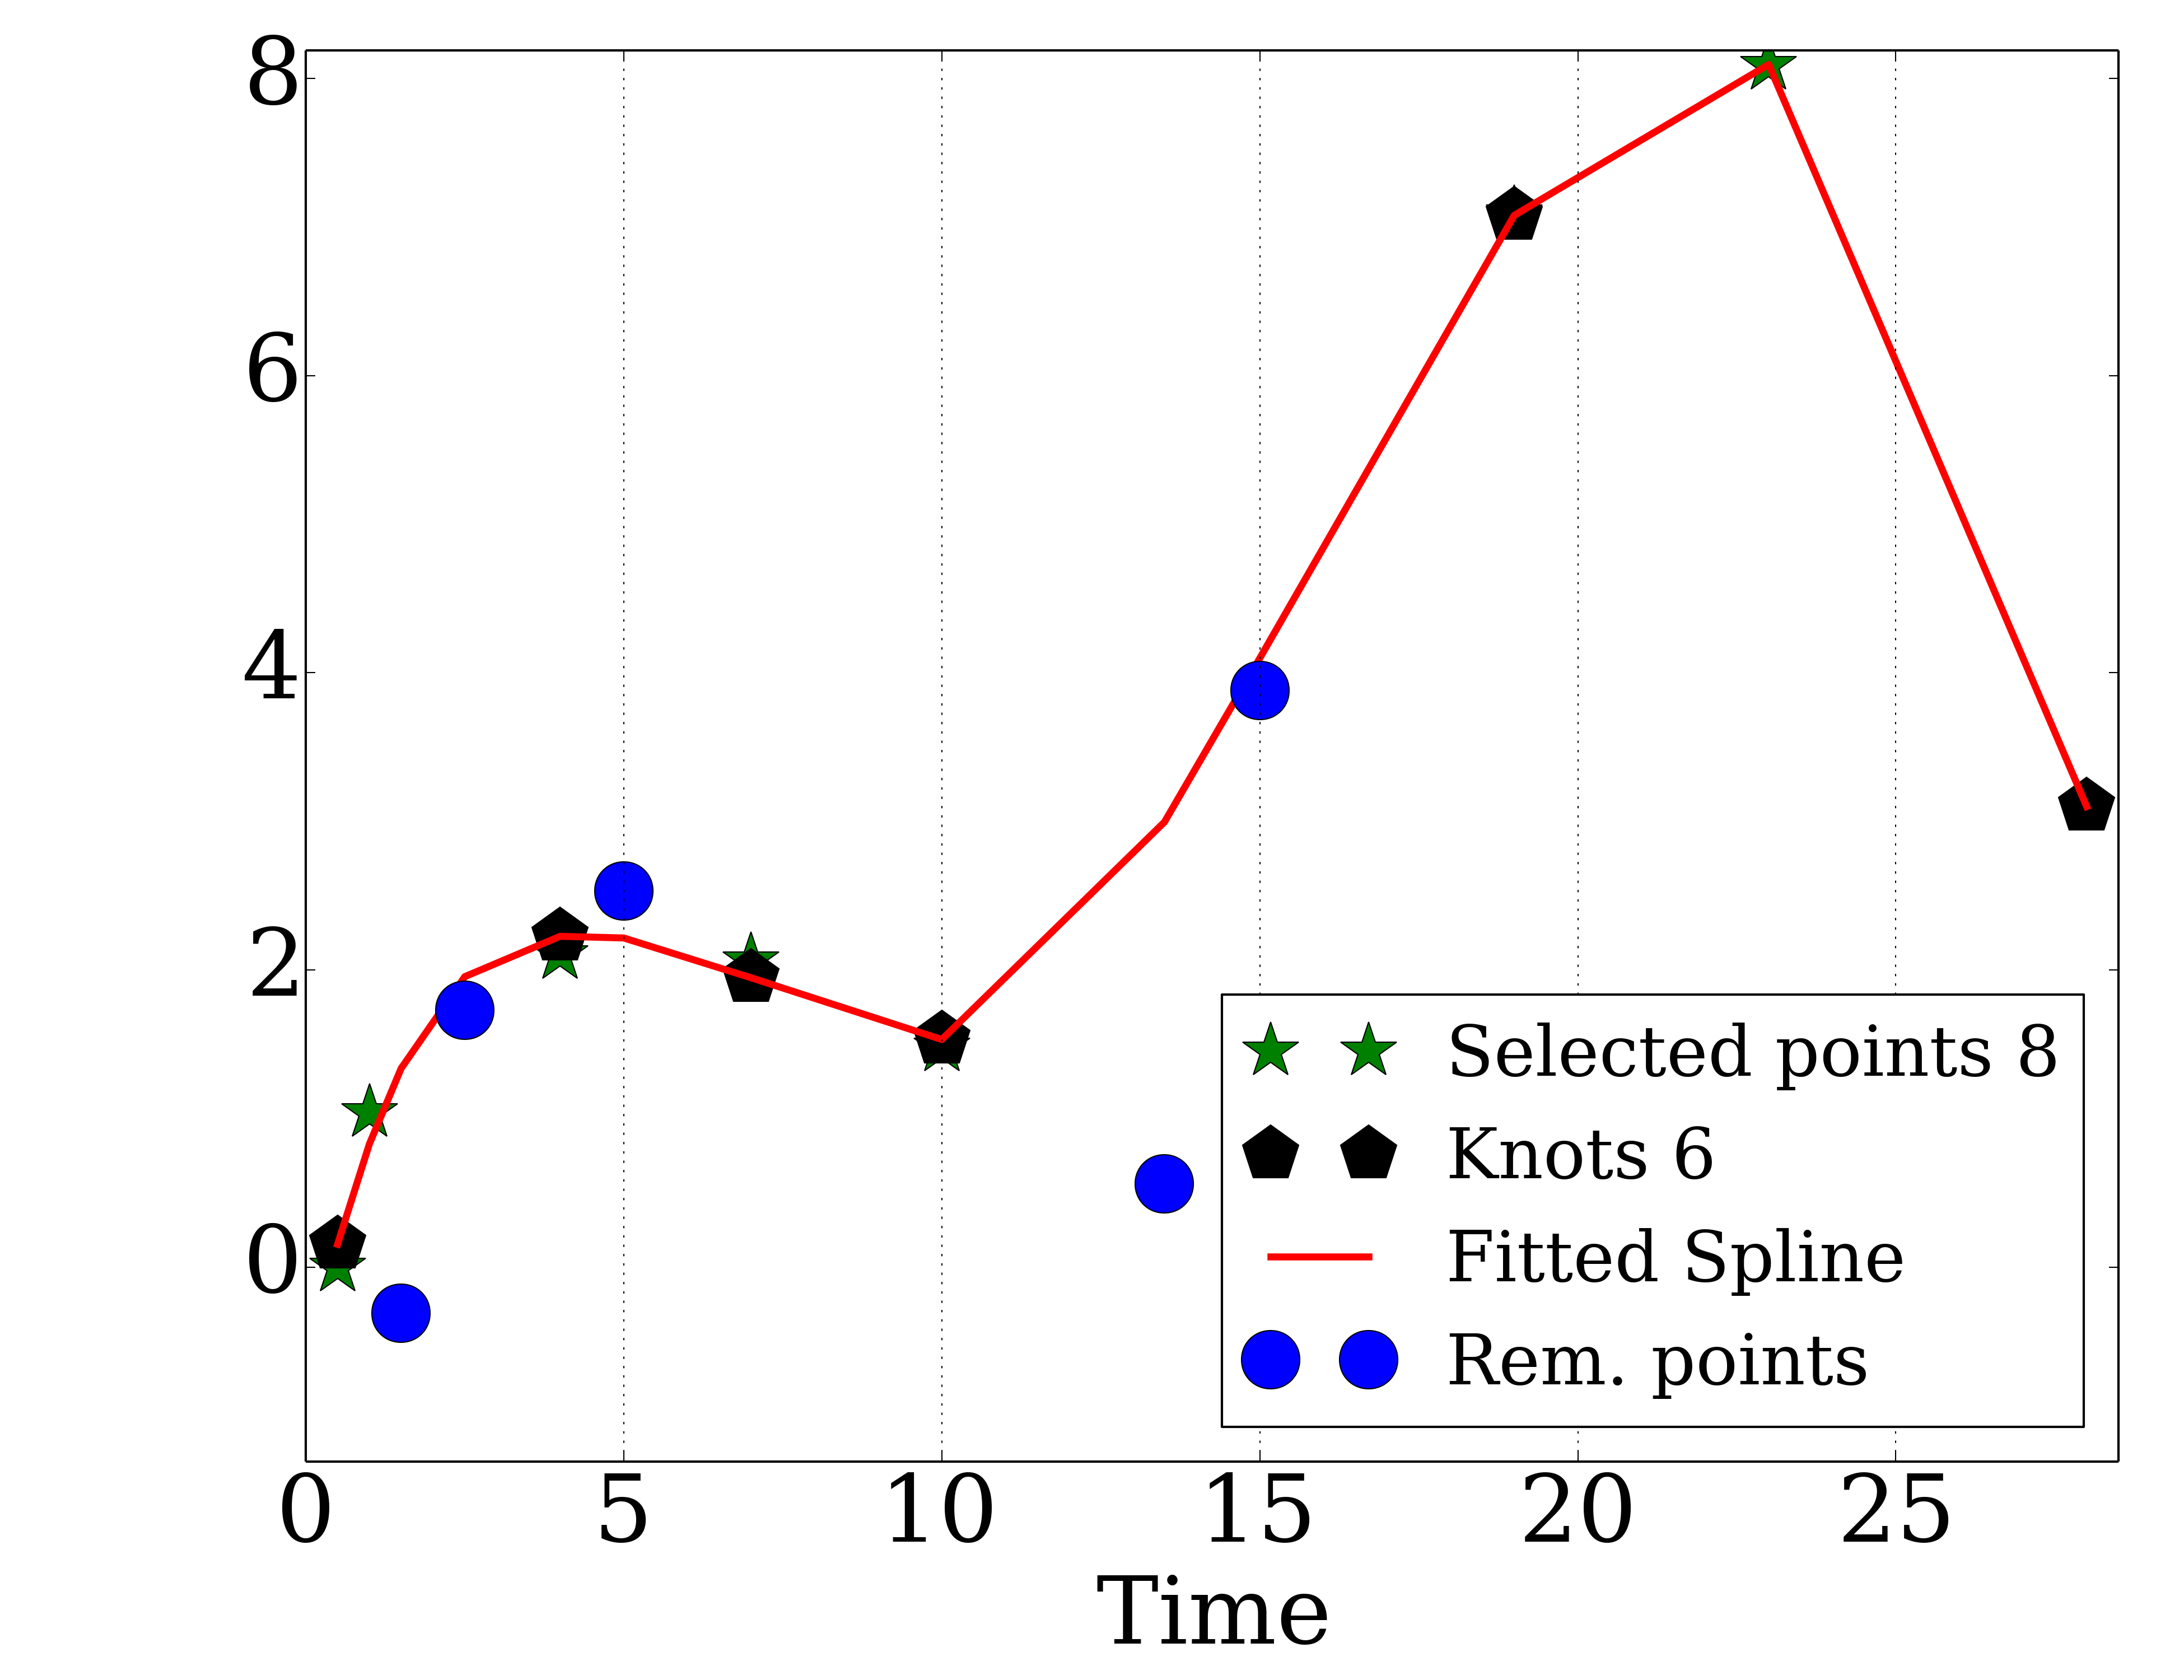 8
6
4
2
0
0 5 10 15 20 25
Time
Selected points 8
Knots 6
Fitted Spline
Rem. points